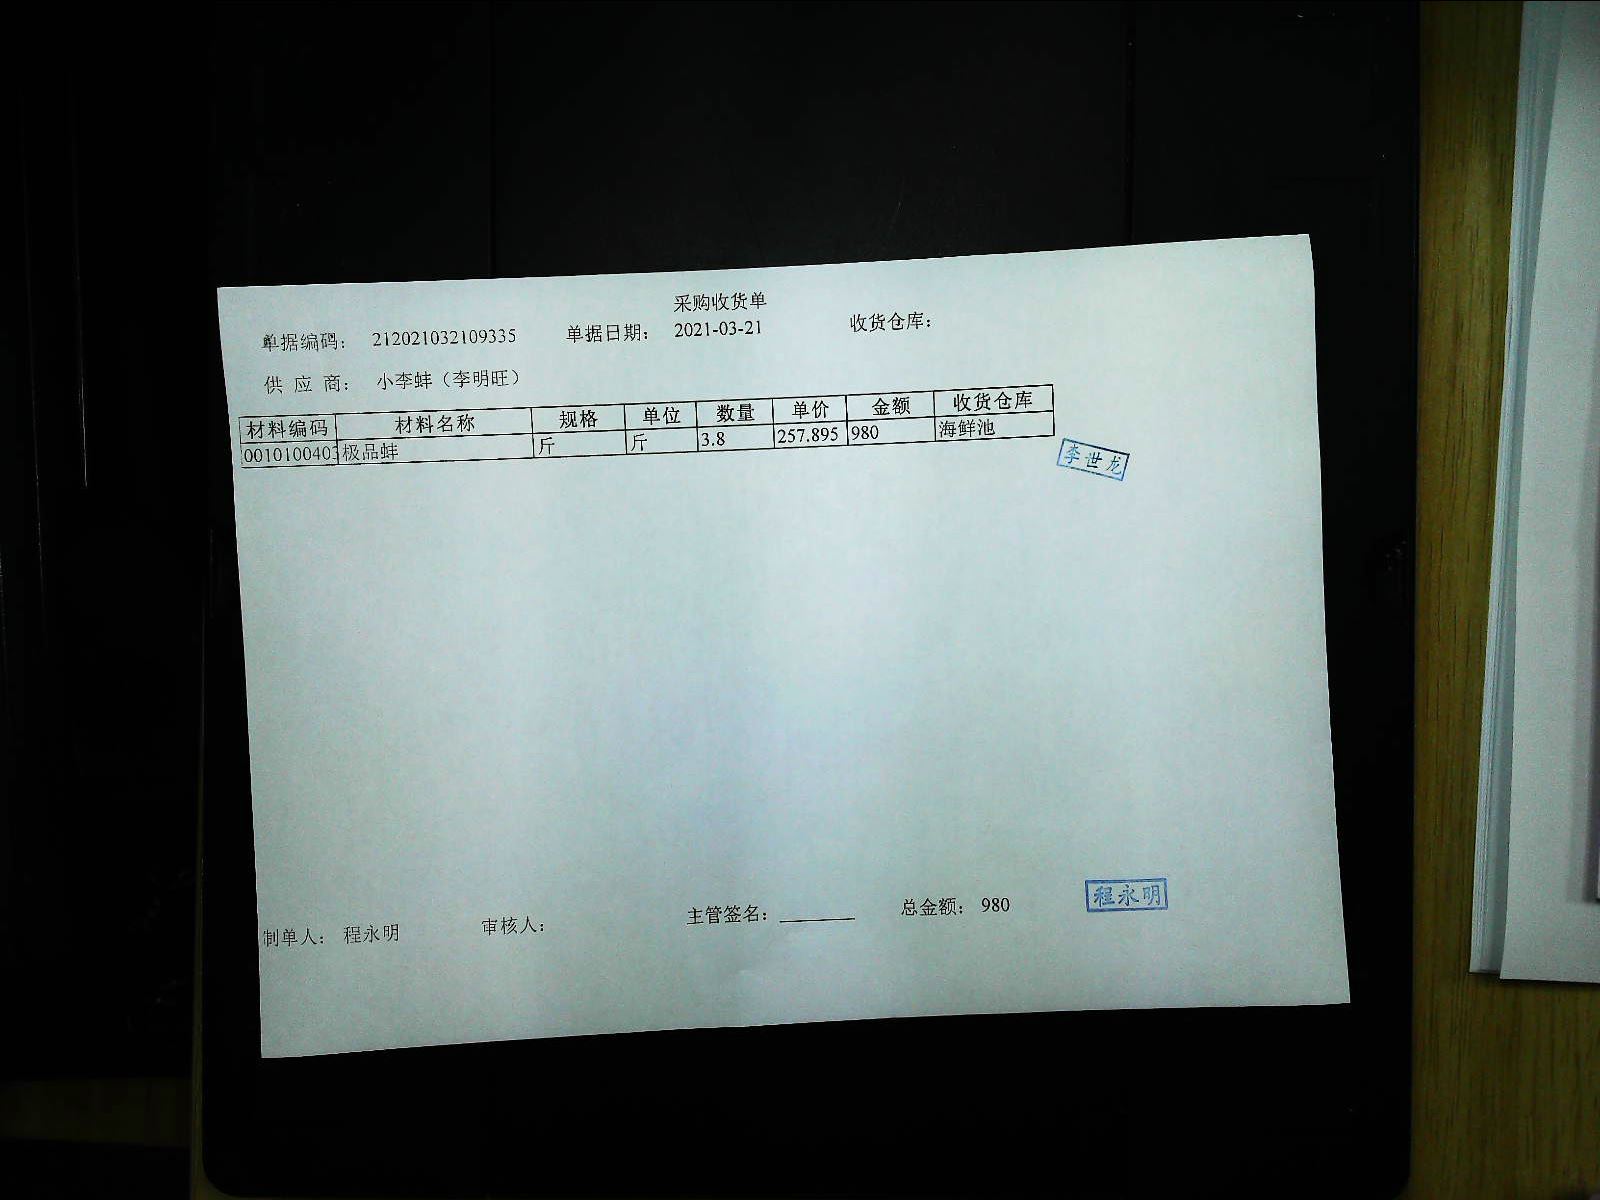 采购收货单
单据编码： 212021032109335 单据日期： 2021-03-21 收货仓库：
供 应 商： 小李蚌（李明旺）
材料编码 材料名称 规格 单位 数量 单价 金额 收货仓库
0010100403 极品蚌 斤 斤 3.8 257.895 980 海鲜池
李世龙
制单人： 程永明 审核人： 主管签名： 总金额： 980 程永明